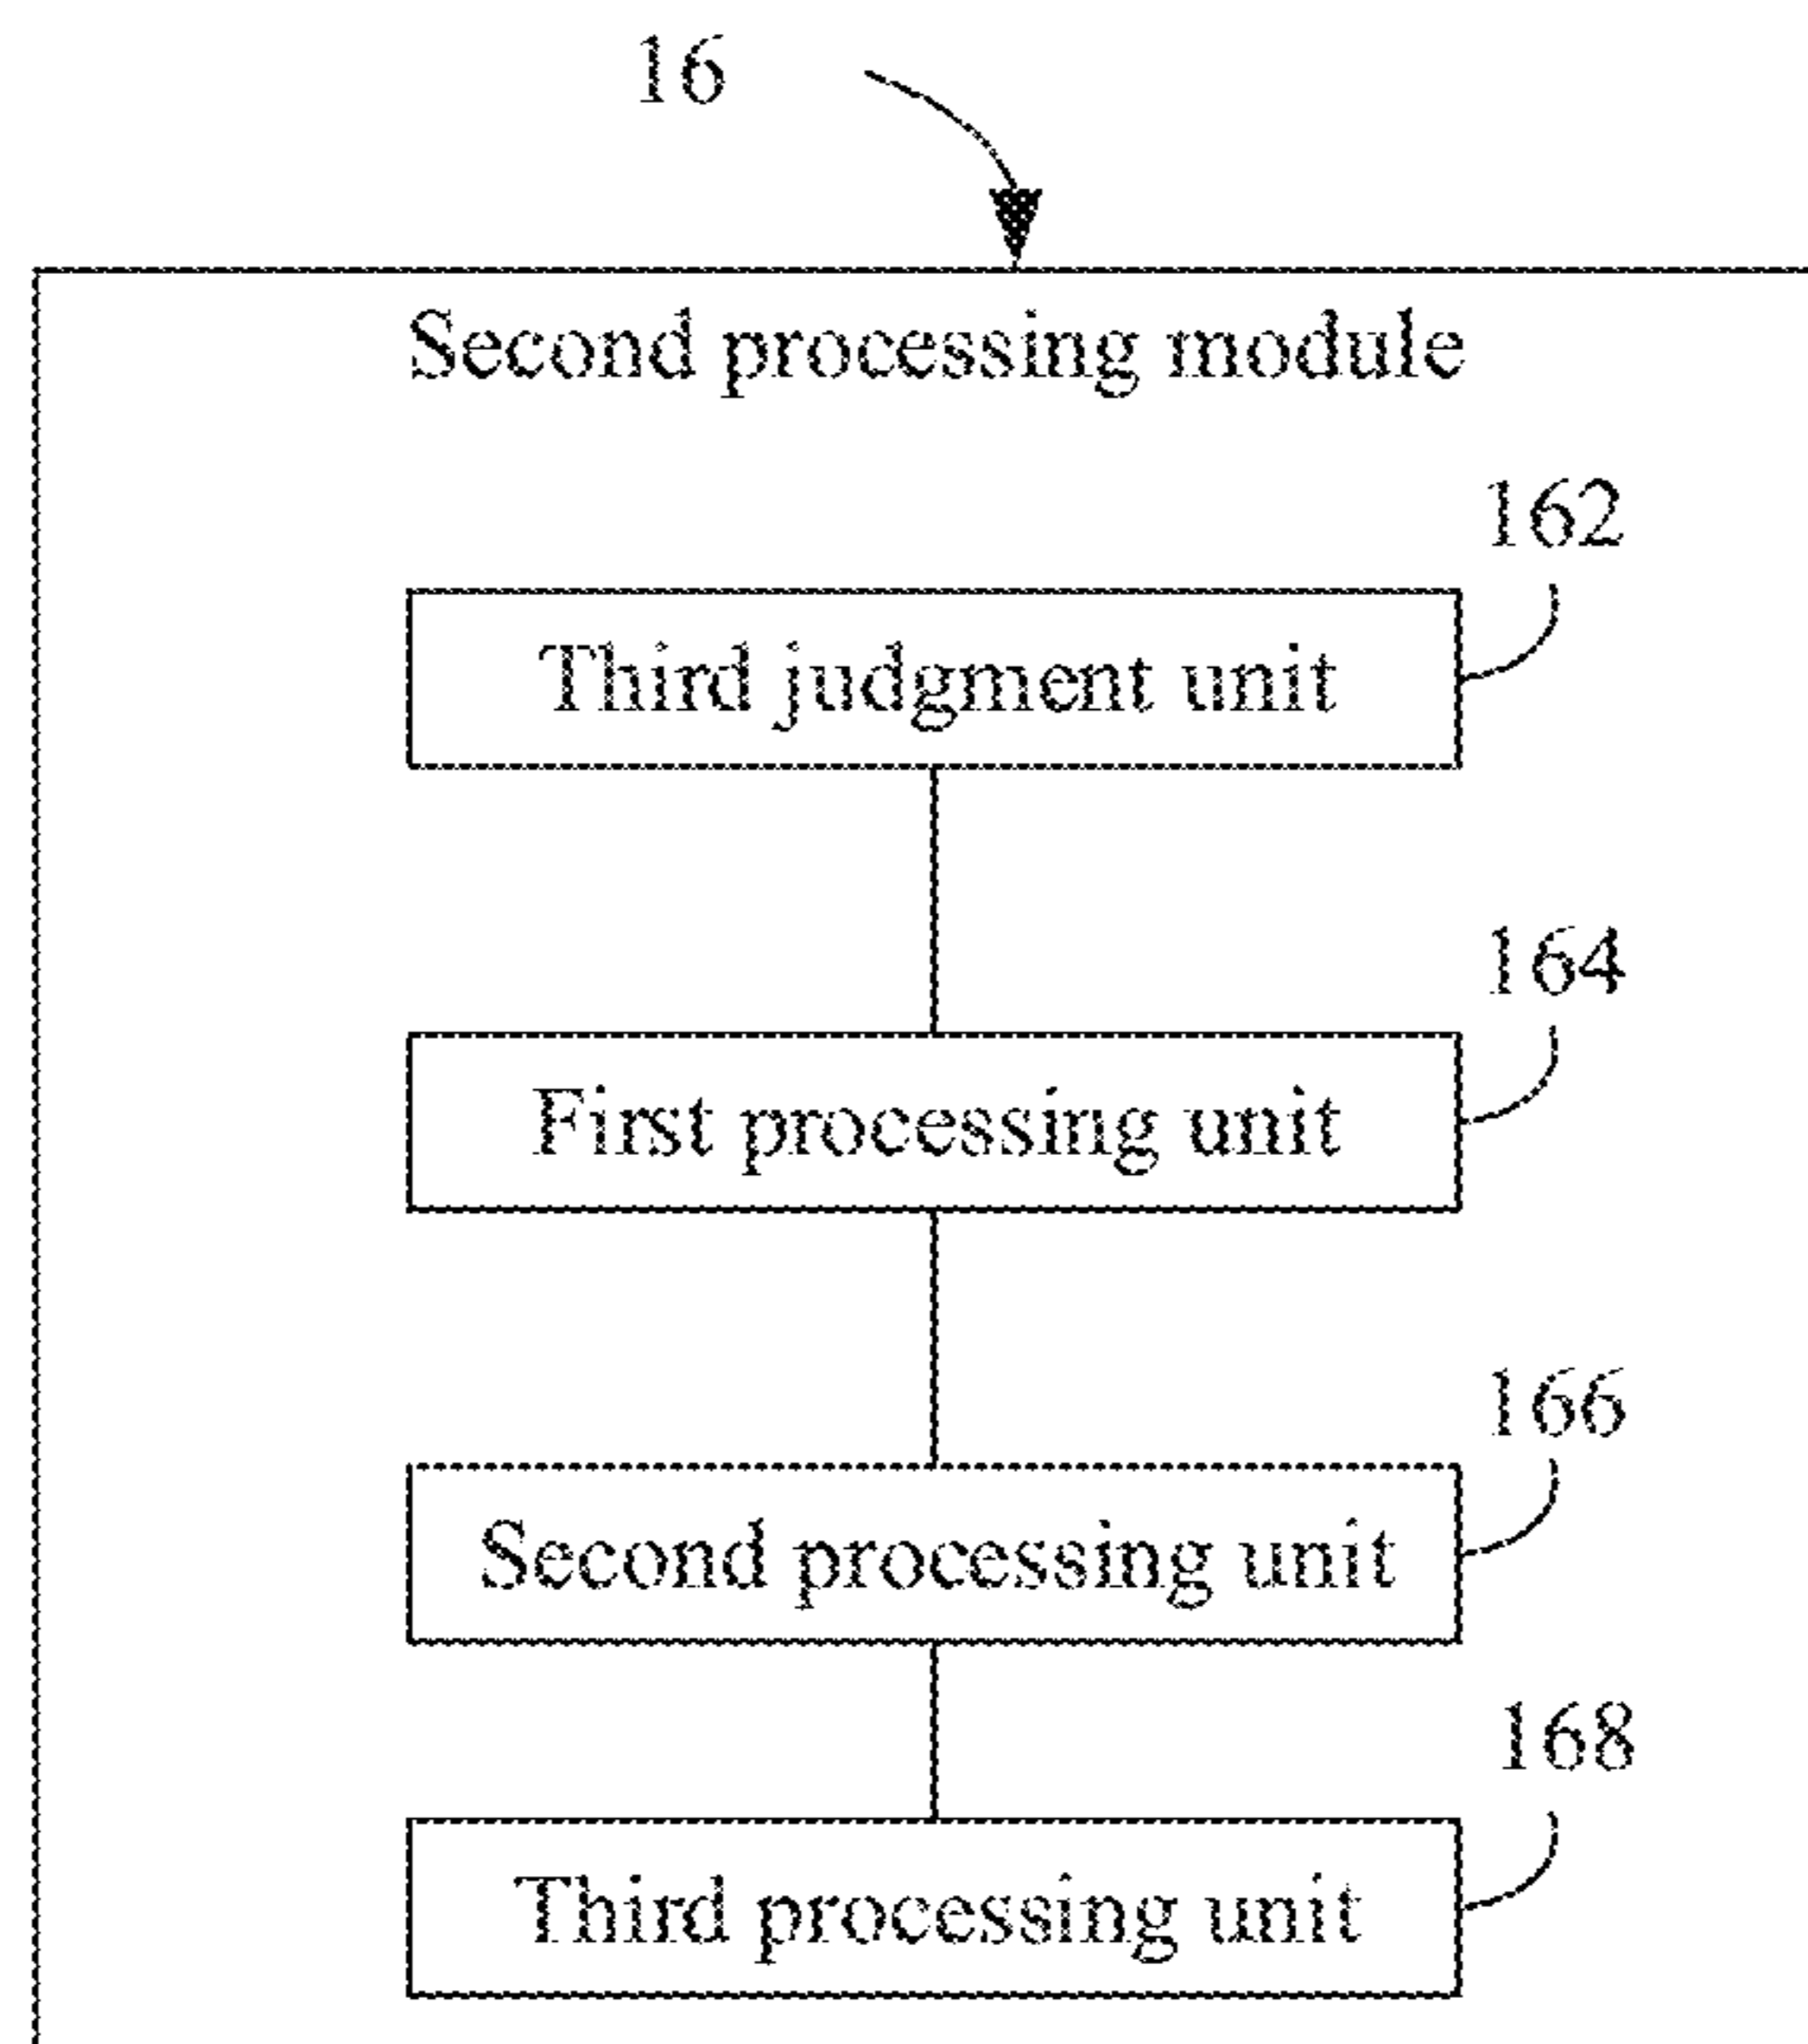 16
Second processing module
162
Third judgment unit
164
First processing unit
166
Second processing unit
168
Third processing unit